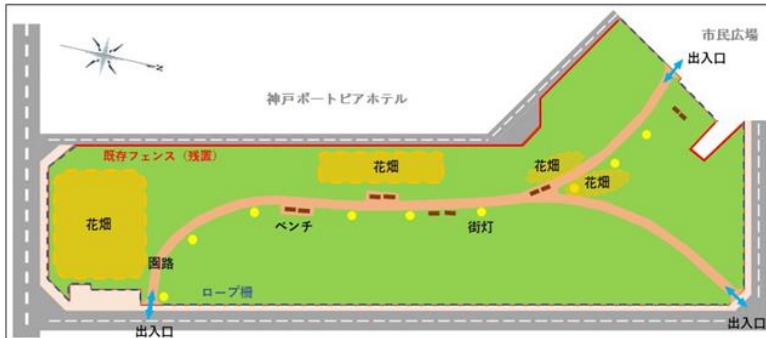 市民広場
出入口
神戸ポートピアホテル
既存フェンス（残置）
花畑
花畑
花畑
花畑
ベンチ
街灯
園路
ロープ柵
出入口
出入口